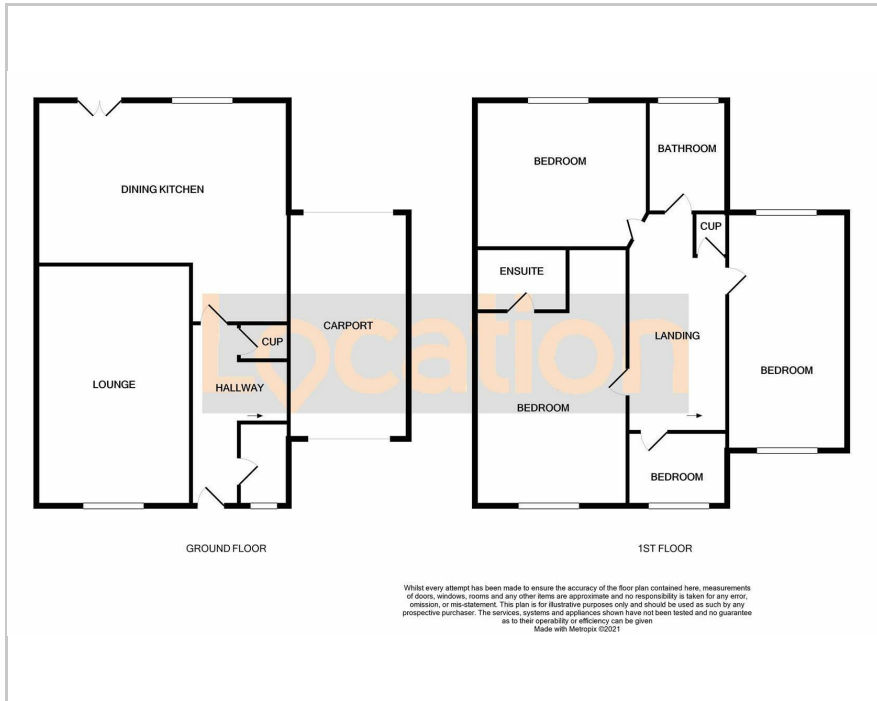 DINING KITCHEN
LOUNGE
HALLWAY
CUP
CARPORT
GROUND FLOOR
BEDROOM
BATHROOM
CUP
ENSUITE
LANDING
BEDROOM
BEDROOM
BEDROOM
1ST FLOOR
Location
Whilst every attempt has been made to ensure the accuracy of the floor plan contained here, measurements
of doors, windows, rooms and any other items are approximate and no responsibility is taken for any error,
omission, or mis-statement. This plan is for illustrative purposes only and should be used as such by any
prospective purchaser. The services, systems and appliances shown have not been tested and no guarantee
as to their operability or efficiency can be given
Made with Metropix ©2021